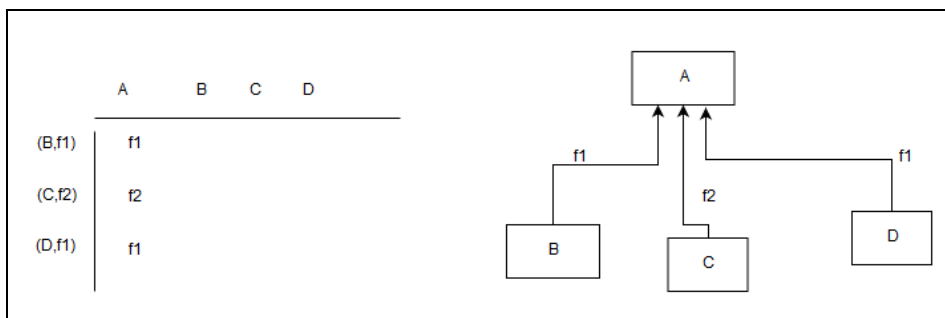 A B C D
(B,f1) f1
(C,f2) f2
(D,f1) f1
A
f1 f2 f1
B C D